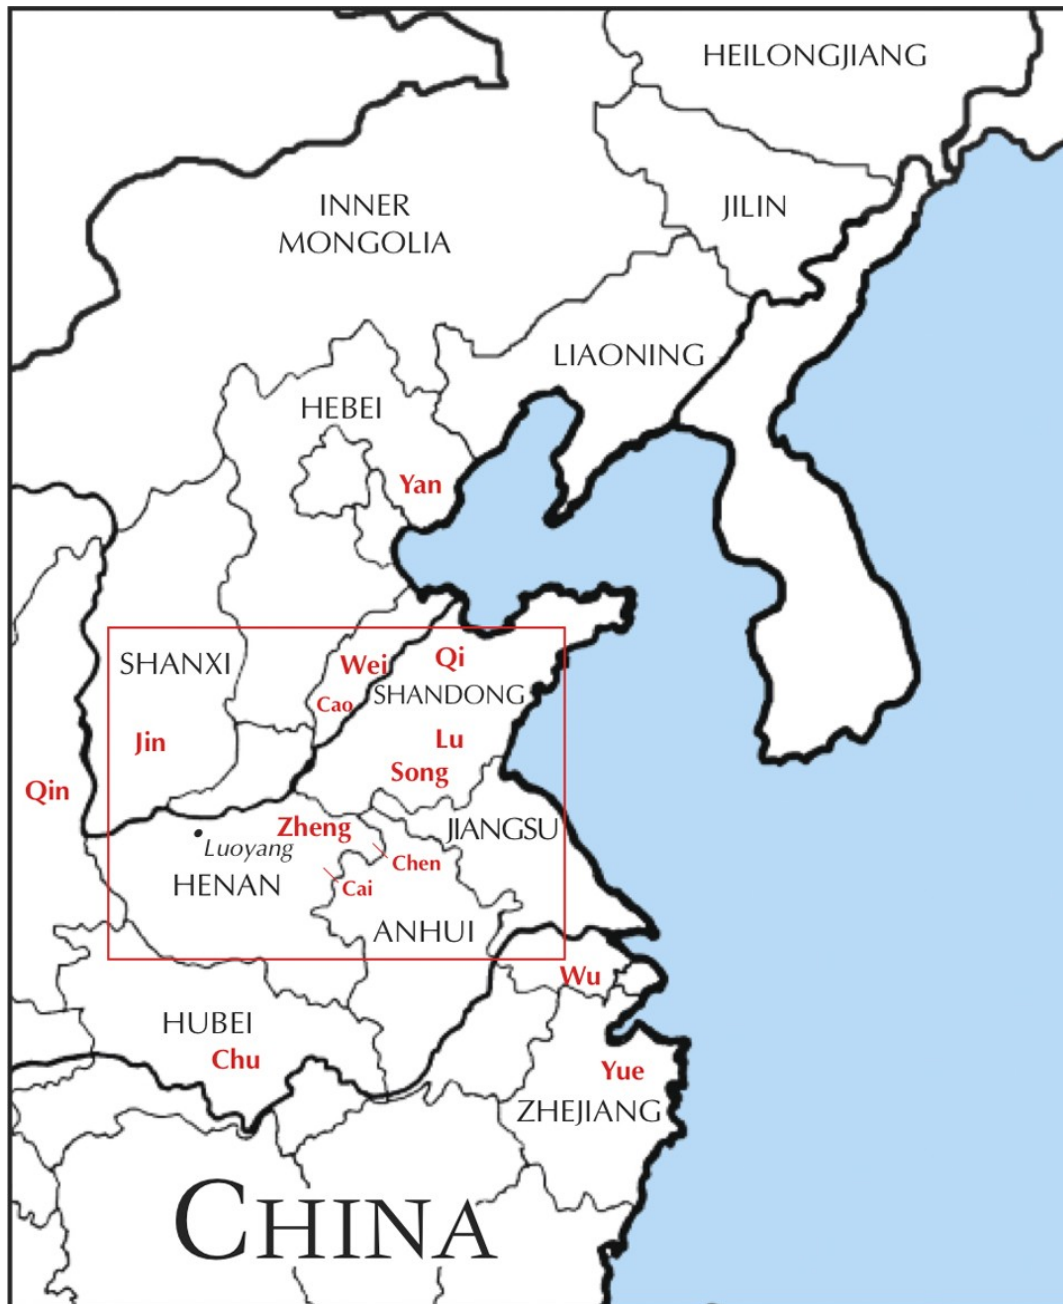 HEILONGJIANG
INNER
MONGOLIA
JILIN
LIAONING
HEBEI
Yan
SHANXI
Wei
Qi
SHANDONG
Cao
Jin
Lu
Song
Qin
Zheng
JIANGSU
Luoyang
Chen
HENAN
Cai
ANHUI
Wu
HUBEI
Chu
Yue
ZHEJIANG
CHINA